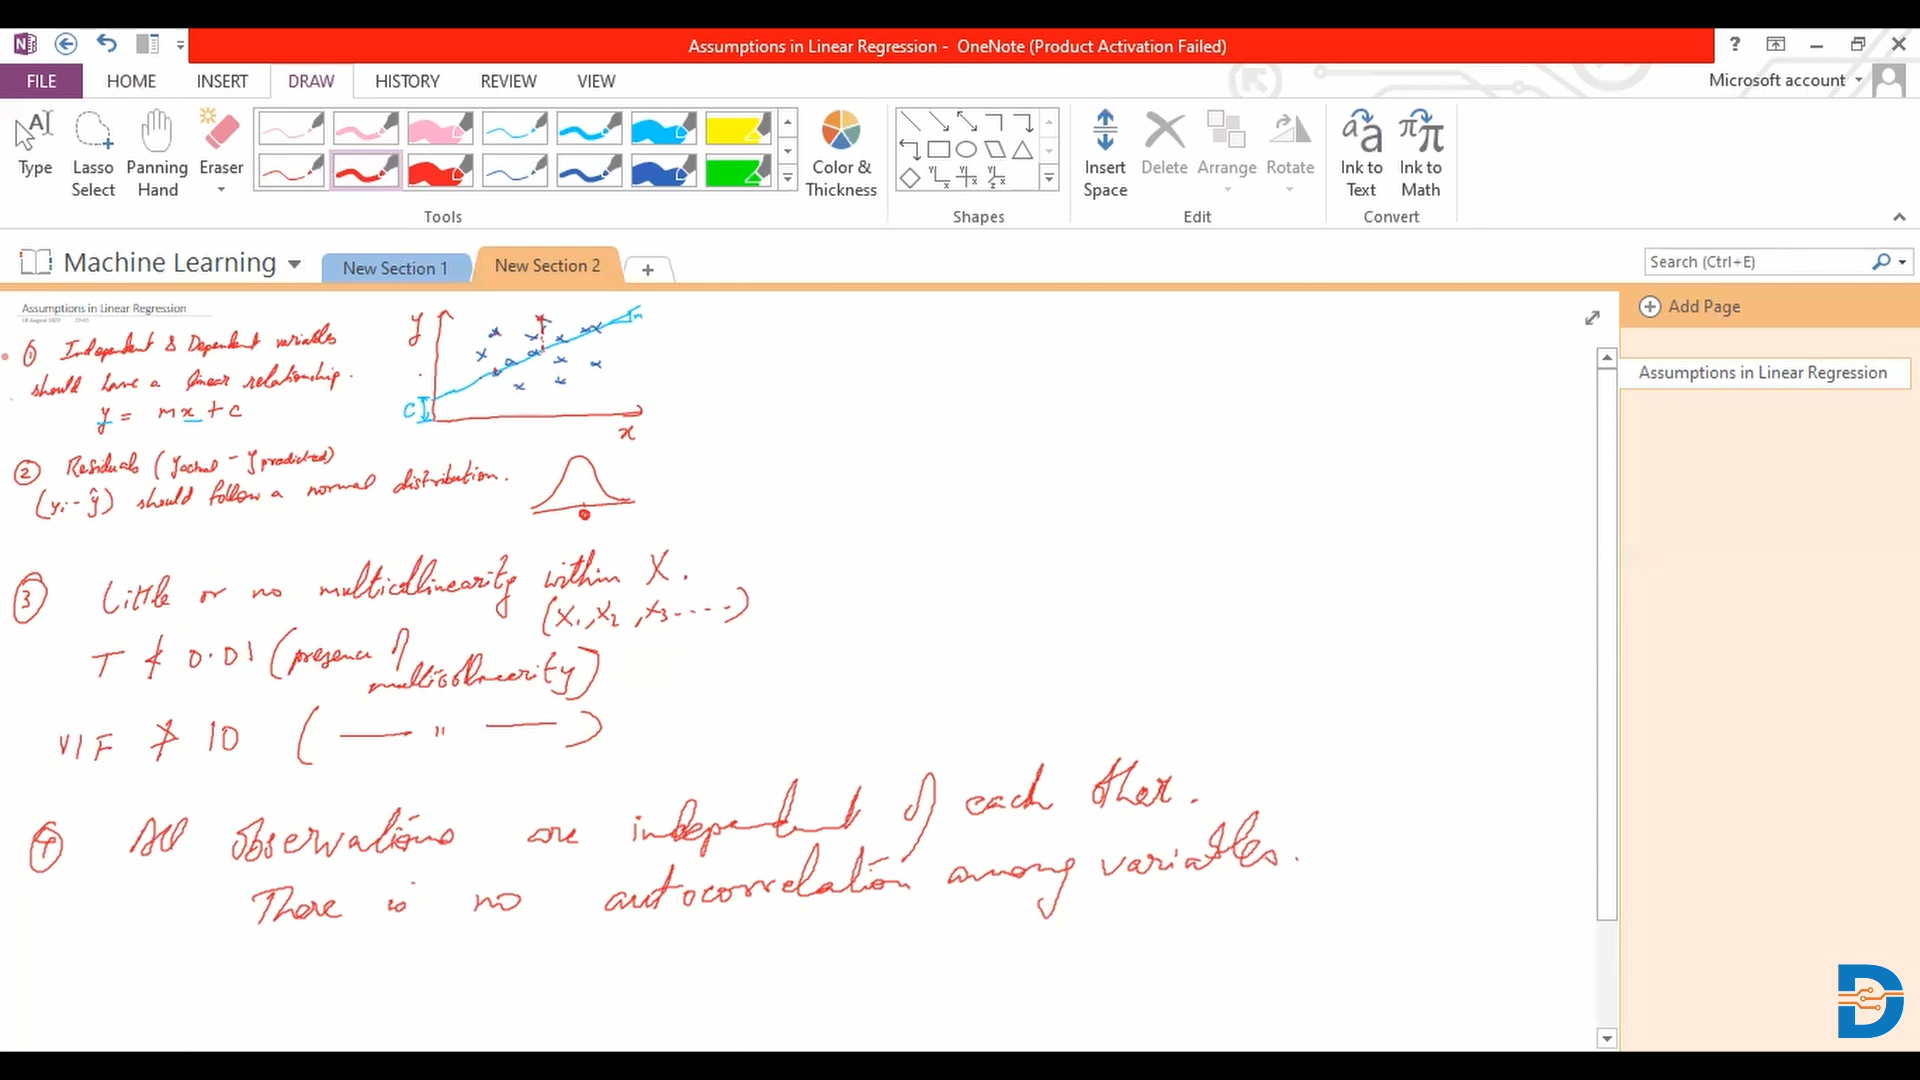 Assumptions in Linear Regression - OneNote (Product Activation Failed)
?
FILE HOME INSERT DRAW HISTORY REVIEW VIEW
Microsoft account
Type
Lasso Select
Panning Hand
Eraser
Color & Thickness
Insert Space
Delete
Arrange
Rotate
Ink to Text
Ink to Math
Tools
Shapes
Edit
Convert
Machine Learning
New Section 1
New Section 2
+
Search (Ctrl+E)
Add Page
Assumptions in Linear Regression
Assumptions in Linear Regression
① Independent & Dependent variables
should have a linear relationship.
y = mx + c
y
c
x
② Residuals (yactual - ypredicted)
(yi - ŷ) should follow a normal distribution.
③ Little or no multicollinearity within X.
(X1, X2, X3 - - - -)
T ≮ 0.01 (presence of
multicollinearity)
VIF ≯ 10 ( — " — )
④ All observations are independent of each other.
There is no autocorrelation among variables.